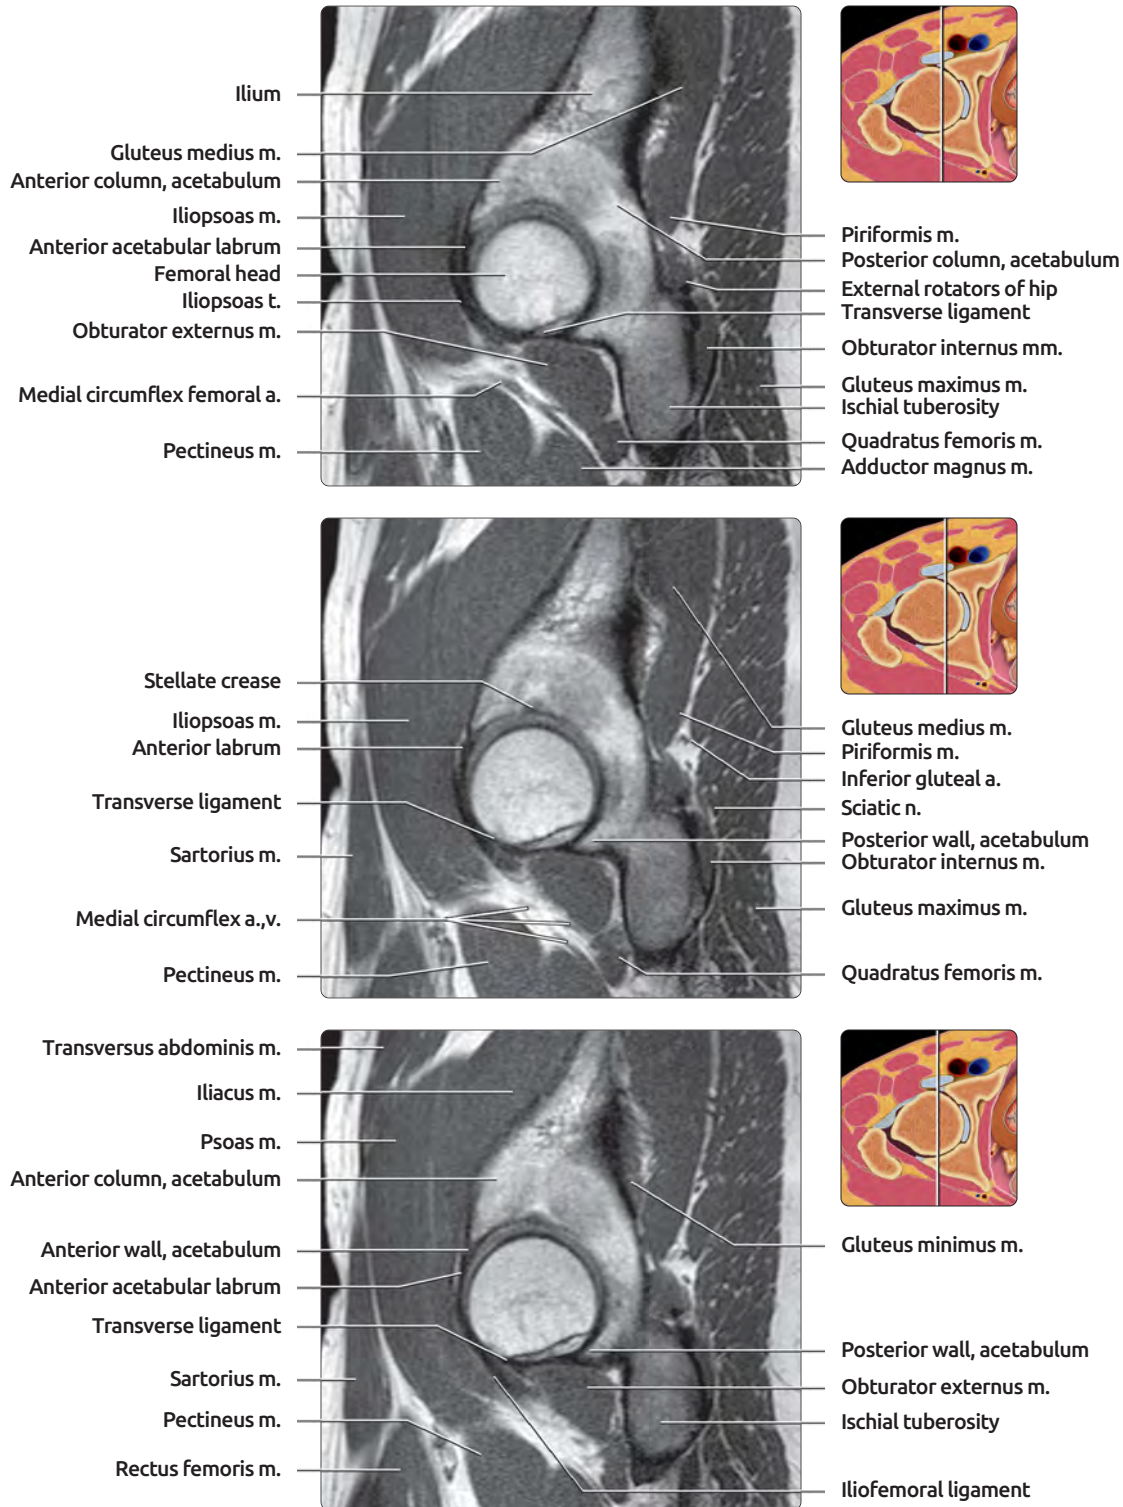 Ilium
Gluteus medius m.
Anterior column, acetabulum
Iliopsoas m.
Anterior acetabular labrum
Femoral head
Iliopsoas t.
Obturator externus m.
Medial circumflex femoral a.
Pectineus m.
Piriformis m.
Posterior column, acetabulum
External rotators of hip
Transverse ligament
Obturator internus mm.
Gluteus maximus m.
Ischial tuberosity
Quadratus femoris m.
Adductor magnus m.
Stellate crease
Iliopsoas m.
Anterior labrum
Transverse ligament
Sartorius m.
Medial circumflex a.,v.
Pectineus m.
Gluteus medius m.
Piriformis m.
Inferior gluteal a.
Sciatic n.
Posterior wall, acetabulum
Obturator internus m.
Gluteus maximus m.
Quadratus femoris m.
Transversus abdominis m.
Iliacus m.
Psoas m.
Anterior column, acetabulum
Anterior wall, acetabulum
Anterior acetabular labrum
Transverse ligament
Sartorius m.
Pectineus m.
Rectus femoris m.
Gluteus minimus m.
Posterior wall, acetabulum
Obturator externus m.
Ischial tuberosity
Iliofemoral ligament